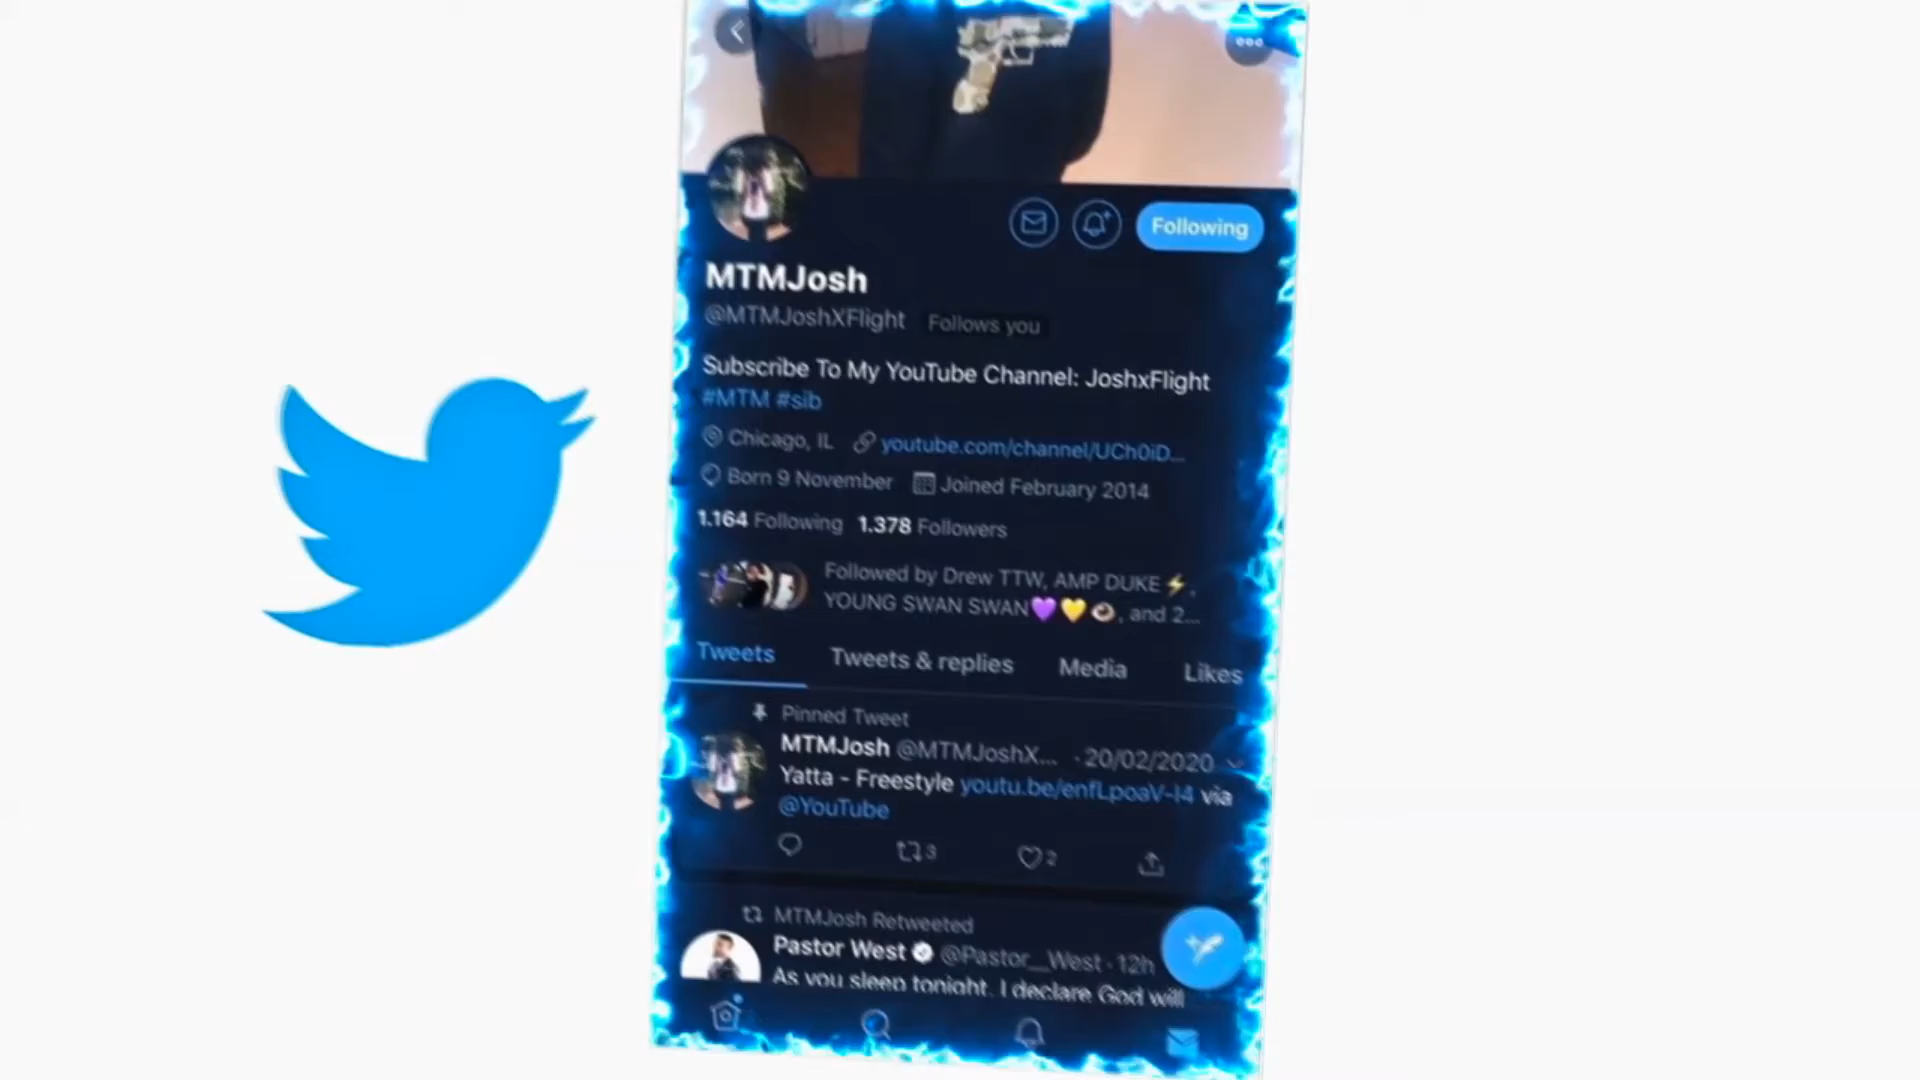 Following
MTMJosh
@MTMJoshXFlight Follows you
Subscribe To My YouTube Channel: JoshxFlight
#MTM #sib
Chicago, IL youtube.com/channel/UCh0iD...
Born 9 November Joined February 2014
1.164 Following 1.378 Followers
Followed by Drew TTW, AMP DUKE⚡,
YOUNG SWAN SWAN💜💛👁, and 2...
Tweets Tweets & replies Media Likes
Pinned Tweet
MTMJosh @MTMJoshX... · 20/02/2020
Yatta - Freestyle youtu.be/enfLpoaV-I4 via
@YouTube
3 2
MTMJosh Retweeted
Pastor West @Pastor__West · 12h
As you sleep tonight, I declare God will